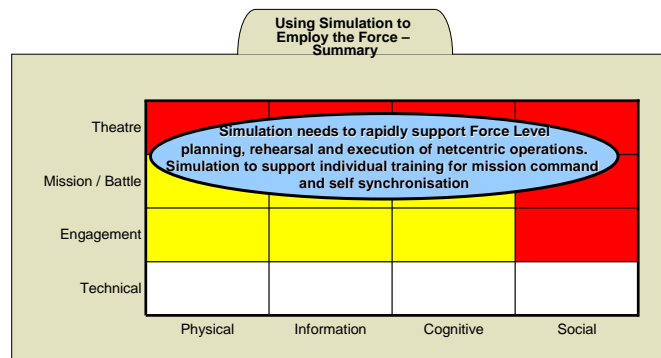 Using Simulation to
Employ the Force –
Summary
Theatre
Simulation needs to rapidly support Force Level
planning, rehearsal and execution of netcentric operations.
Simulation to support individual training for mission command
and self synchronisation
Mission / Battle
Engagement
Technical
Physical Information Cognitive Social